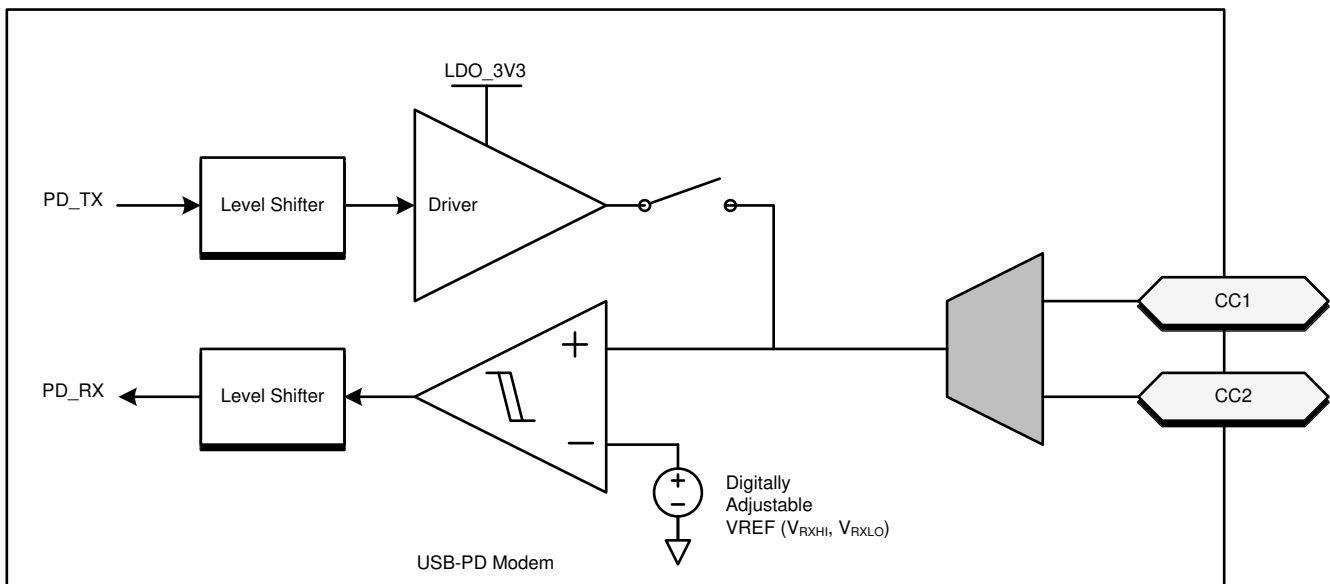 LDO_3V3
PD_TX
Level Shifter
Driver
CC1
PD_RX
Level Shifter
CC2
Digitally
Adjustable
VREF (VRXHI, VRXLO)
USB-PD Modem